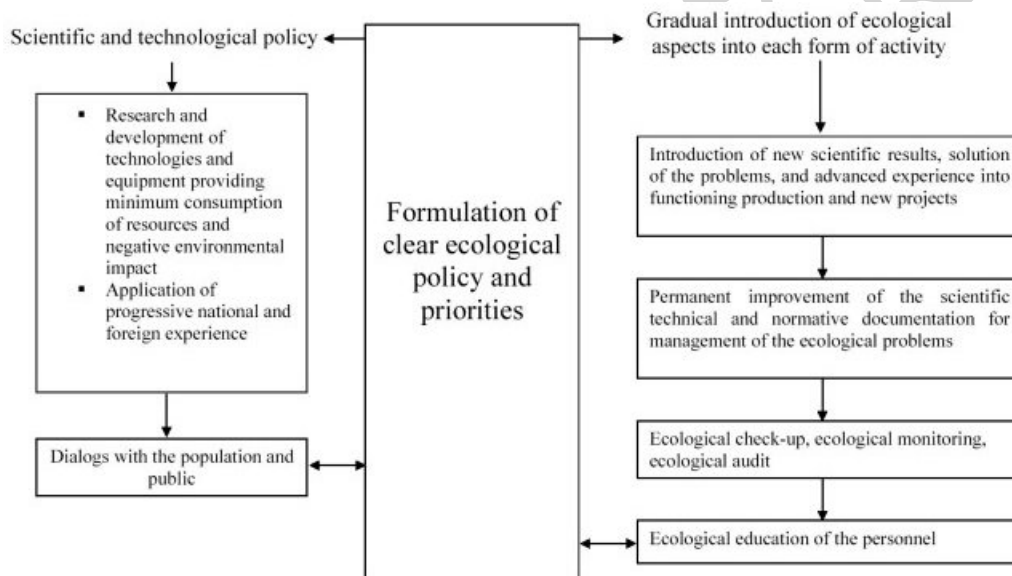 Scientific and technological policy
▪ Research and
development of
technologies and
equipment providing
minimum consumption
of resources and
negative environmental
impact
▪ Application of
progressive national and
foreign experience
Dialogs with the population and
public
Formulation of
clear ecological
policy and
priorities
Gradual introduction of ecological
aspects into each form of activity
Introduction of new scientific results, solution
of the problems, and advanced experience into
functioning production and new projects
Permanent improvement of the scientific
technical and normative documentation for
management of the ecological problems
Ecological check-up, ecological monitoring,
ecological audit
Ecological education of the personnel